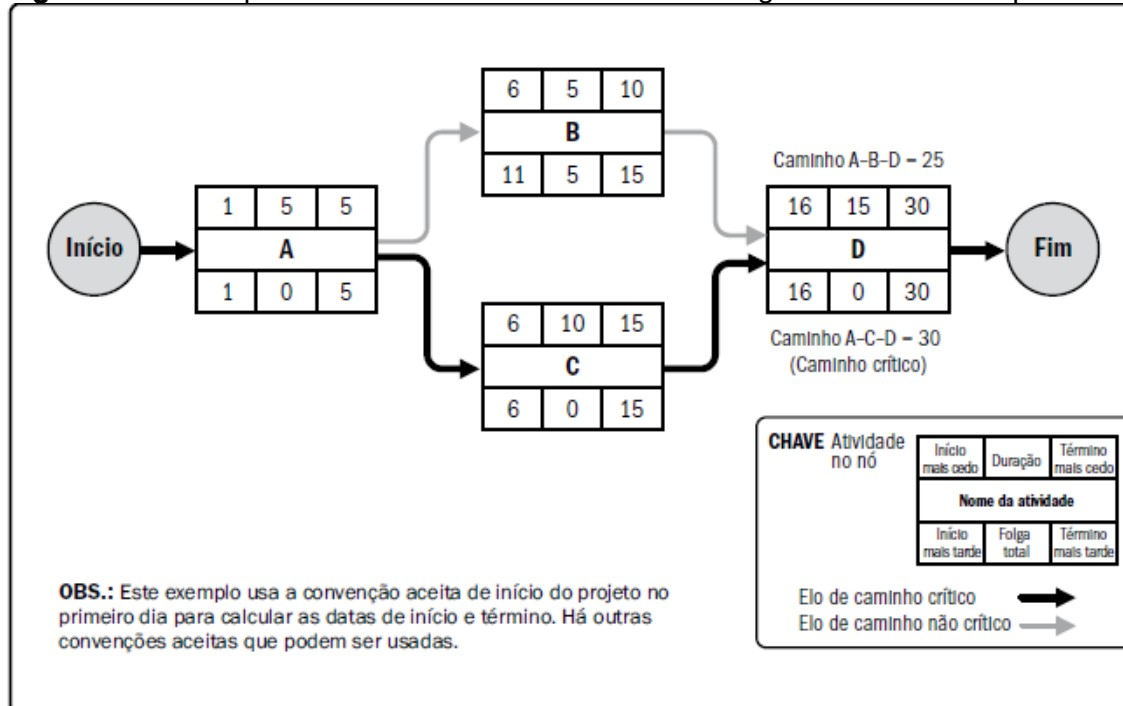 6 5 10
B
11 5 15
Caminho A-B-D = 25
1 5 5
A
1 0 5
Início
16 15 30
D
16 0 30
Fim
6 10 15
C
6 0 15
Caminho A-C-D = 30
(Caminho crítico)
CHAVE Atividade
no nó
Início
mais cedo
Duração
Término
mais cedo
Nome da atividade
Início
mais tarde
Folga
total
Término
mais tarde
OBS.: Este exemplo usa a convenção aceita de início do projeto no
primeiro dia para calcular as datas de início e término. Há outras
convenções aceitas que podem ser usadas.
Elo de caminho crítico
Elo de caminho não crítico